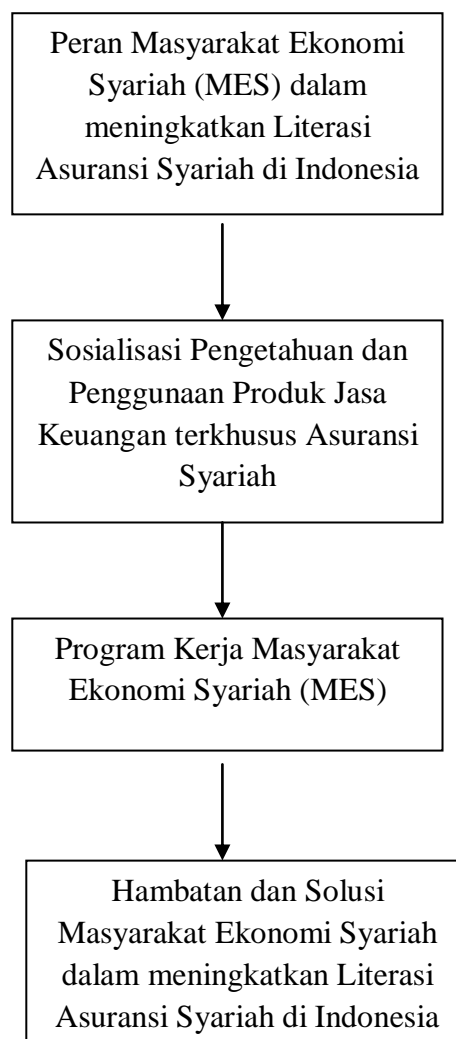 Peran Masyarakat Ekonomi
Syariah (MES) dalam
meningkatkan Literasi
Asuransi Syariah di Indonesia
Sosialisasi Pengetahuan dan
Penggunaan Produk Jasa
Keuangan terkhusus Asuransi
Syariah
Program Kerja Masyarakat
Ekonomi Syariah (MES)
Hambatan dan Solusi
Masyarakat Ekonomi Syariah
dalam meningkatkan Literasi
Asuransi Syariah di Indonesia